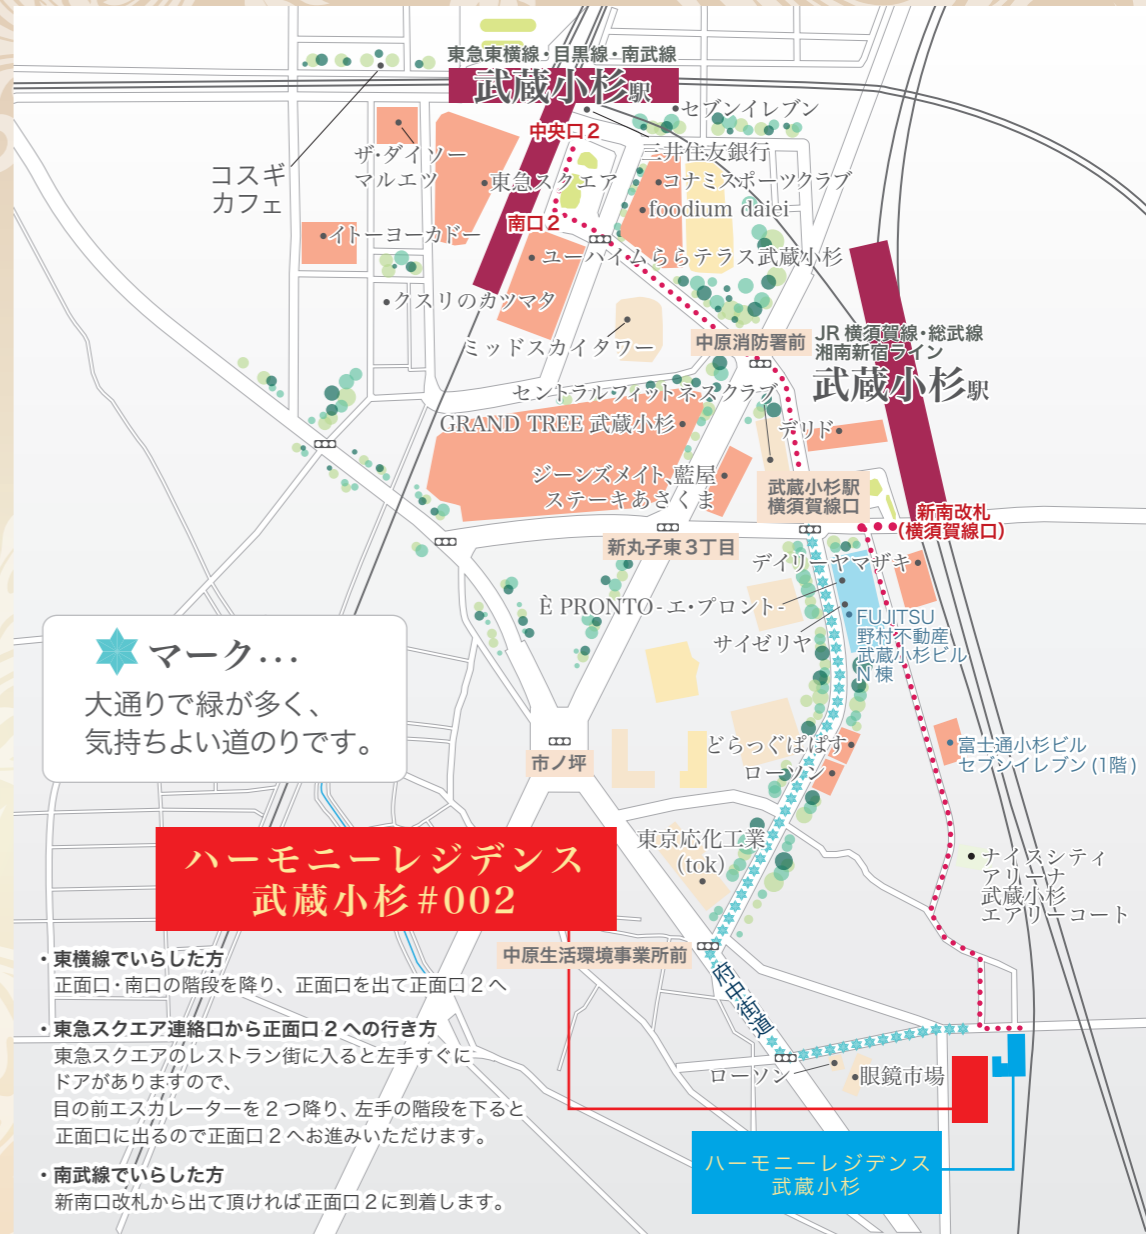 東急東横線・目黒線・南武線
武蔵小杉駅
セブンイレブン
中央口2
三井住友銀行
ザ・ダイソー
マルエツ
コスギ
カフェ
東急スクエア
コナミスポーツクラブ
foodium daiei
南口2
イトーヨーカドー
ユーハイム
ららテラス武蔵小杉
クスリのカツマタ
ミッドスカイタワー
中原消防署前
JR 横須賀線・総武線
湘南新宿ライン
武蔵小杉駅
セントラルフィットネスクラブ
GRAND TREE 武蔵小杉
デリド
ジーンズメイト、藍屋
ステーキあさくま
武蔵小杉駅
横須賀線口
新南改札
(横須賀線口)
新丸子東3丁目
デイリーヤマザキ
È PRONTO-エ・プロント-
サイゼリヤ
FUJITSU
野村不動産
武蔵小杉ビル
N棟
マーク…
大通りで緑が多く、
気持ちよい道のりです。
どらっぐぱぱす
ローソン
市ノ坪
富士通小杉ビル
セブンイレブン(1階)
東京応化工業
(tok)
ナイスシティ
アリーナ
武蔵小杉
エアリーコート
ハーモニーレジデンス
武蔵小杉#002
中原生活環境事業所前
府中街道
・東横線でいらした方
正面口・南口の階段を降り、正面口を出て正面口2へ
・東急スクエア連絡口から正面口2への行き方
東急スクエアのレストラン街に入ると左手すぐに
ドアがありますので、
目の前エスカレーターを2つ降り、左手の階段を下ると
正面口に出るので正面口2へお進みいただけます。
・南武線でいらした方
新南口改札から出て頂ければ正面口2に到着します。
ローソン
眼鏡市場
ハーモニーレジデンス
武蔵小杉